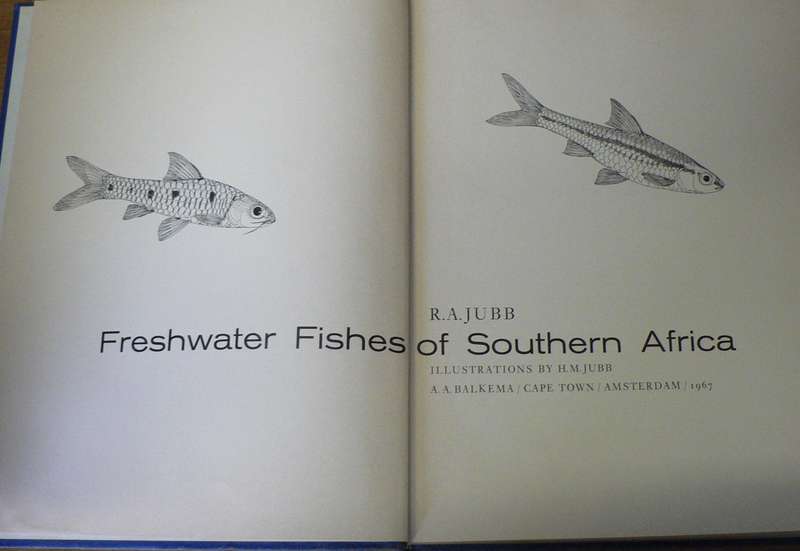 R.A.JUBB
Freshwater Fishes of Southern Africa
ILLUSTRATIONS BY H.M.JUBB
A.A.BALKEMA / CAPE TOWN / AMSTERDAM / 1967